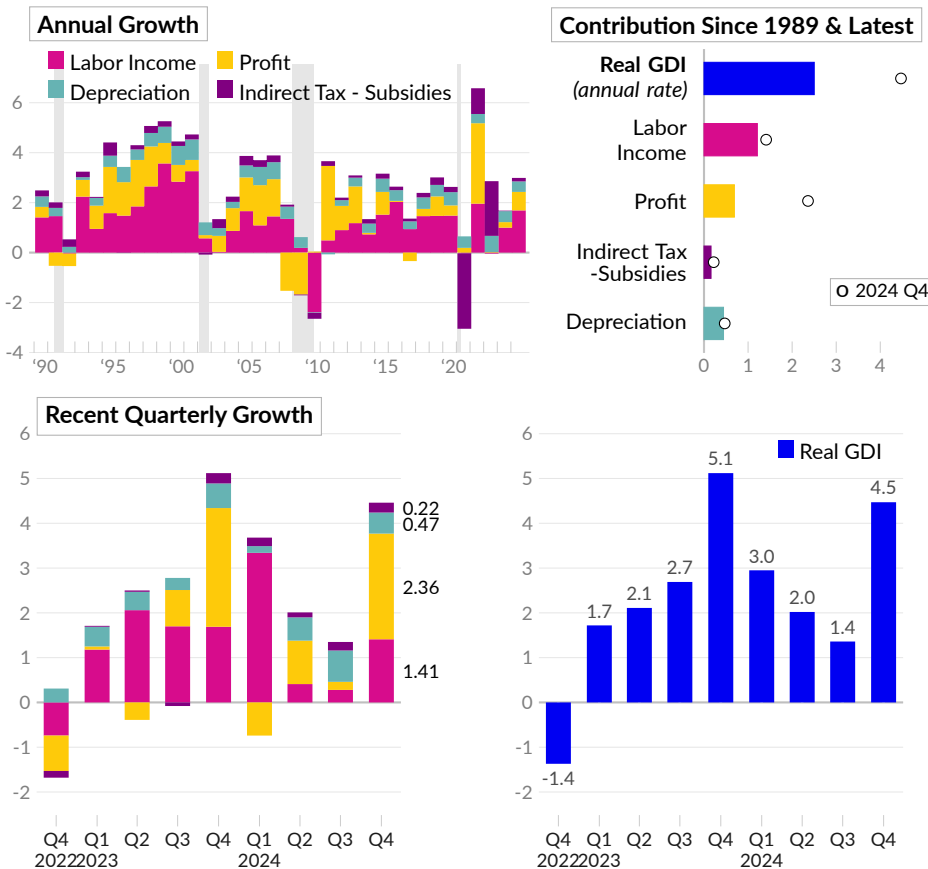 Annual Growth
Labor Income
Profit
Depreciation
Indirect Tax - Subsidies
6
4
2
0
-2
-4
‘90
‘95
‘00
‘05
‘10
‘15
‘20
Contribution Since 1989 & Latest
Real GDI
(annual rate)
Labor
Income
Profit
Indirect Tax
-Subsidies
Depreciation
o 2024 Q4
0 1 2 3 4
Recent Quarterly Growth
6
5
4
3
2
1
0
-1
-2
0.22
0.47
2.36
1.41
Q4 Q1 Q2 Q3 Q4 Q1 Q2 Q3 Q4
2022 2023 2024
Real GDI
6
5
4
3
2
1
0
-1
-2
-1.4
1.7
2.1
2.7
5.1
3.0
2.0
1.4
4.5
Q4 Q1 Q2 Q3 Q4 Q1 Q2 Q3 Q4
2022 2023 2024